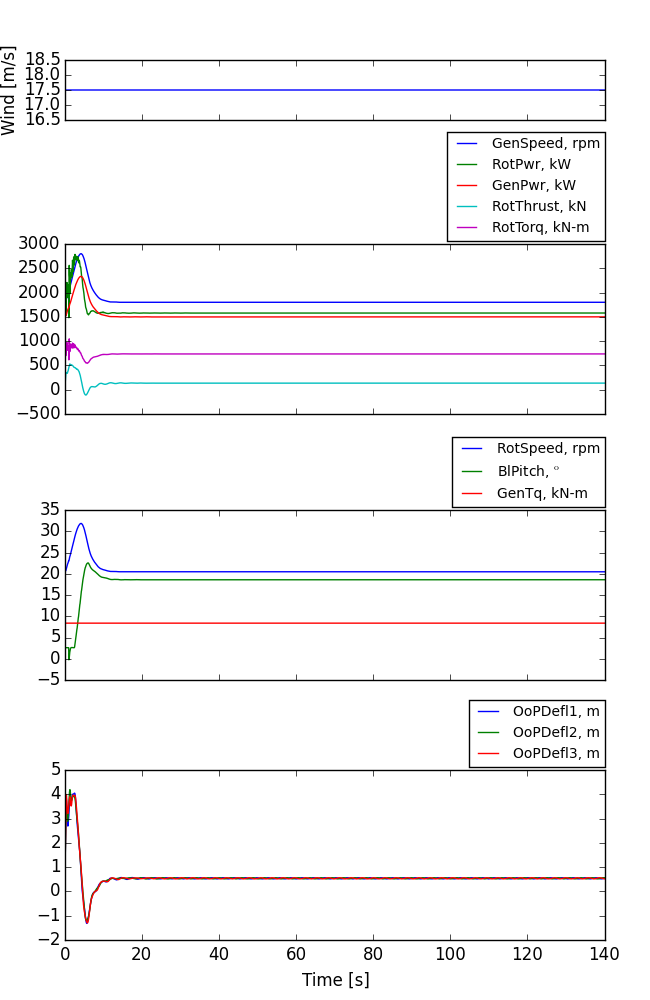 Wind [m/s]
18.5
18.0
17.5
17.0
16.5
GenSpeed, rpm
RotPwr, kW
GenPwr, kW
RotThrust, kN
RotTorq, kN-m
3000
2500
2000
1500
1000
500
0
−500
RotSpeed, rpm
BlPitch, °
GenTq, kN-m
35
30
25
20
15
10
5
0
−5
OoPDefl1, m
OoPDefl2, m
OoPDefl3, m
5
4
3
2
1
0
−1
−2
0 20 40 60 80 100 120 140
Time [s]